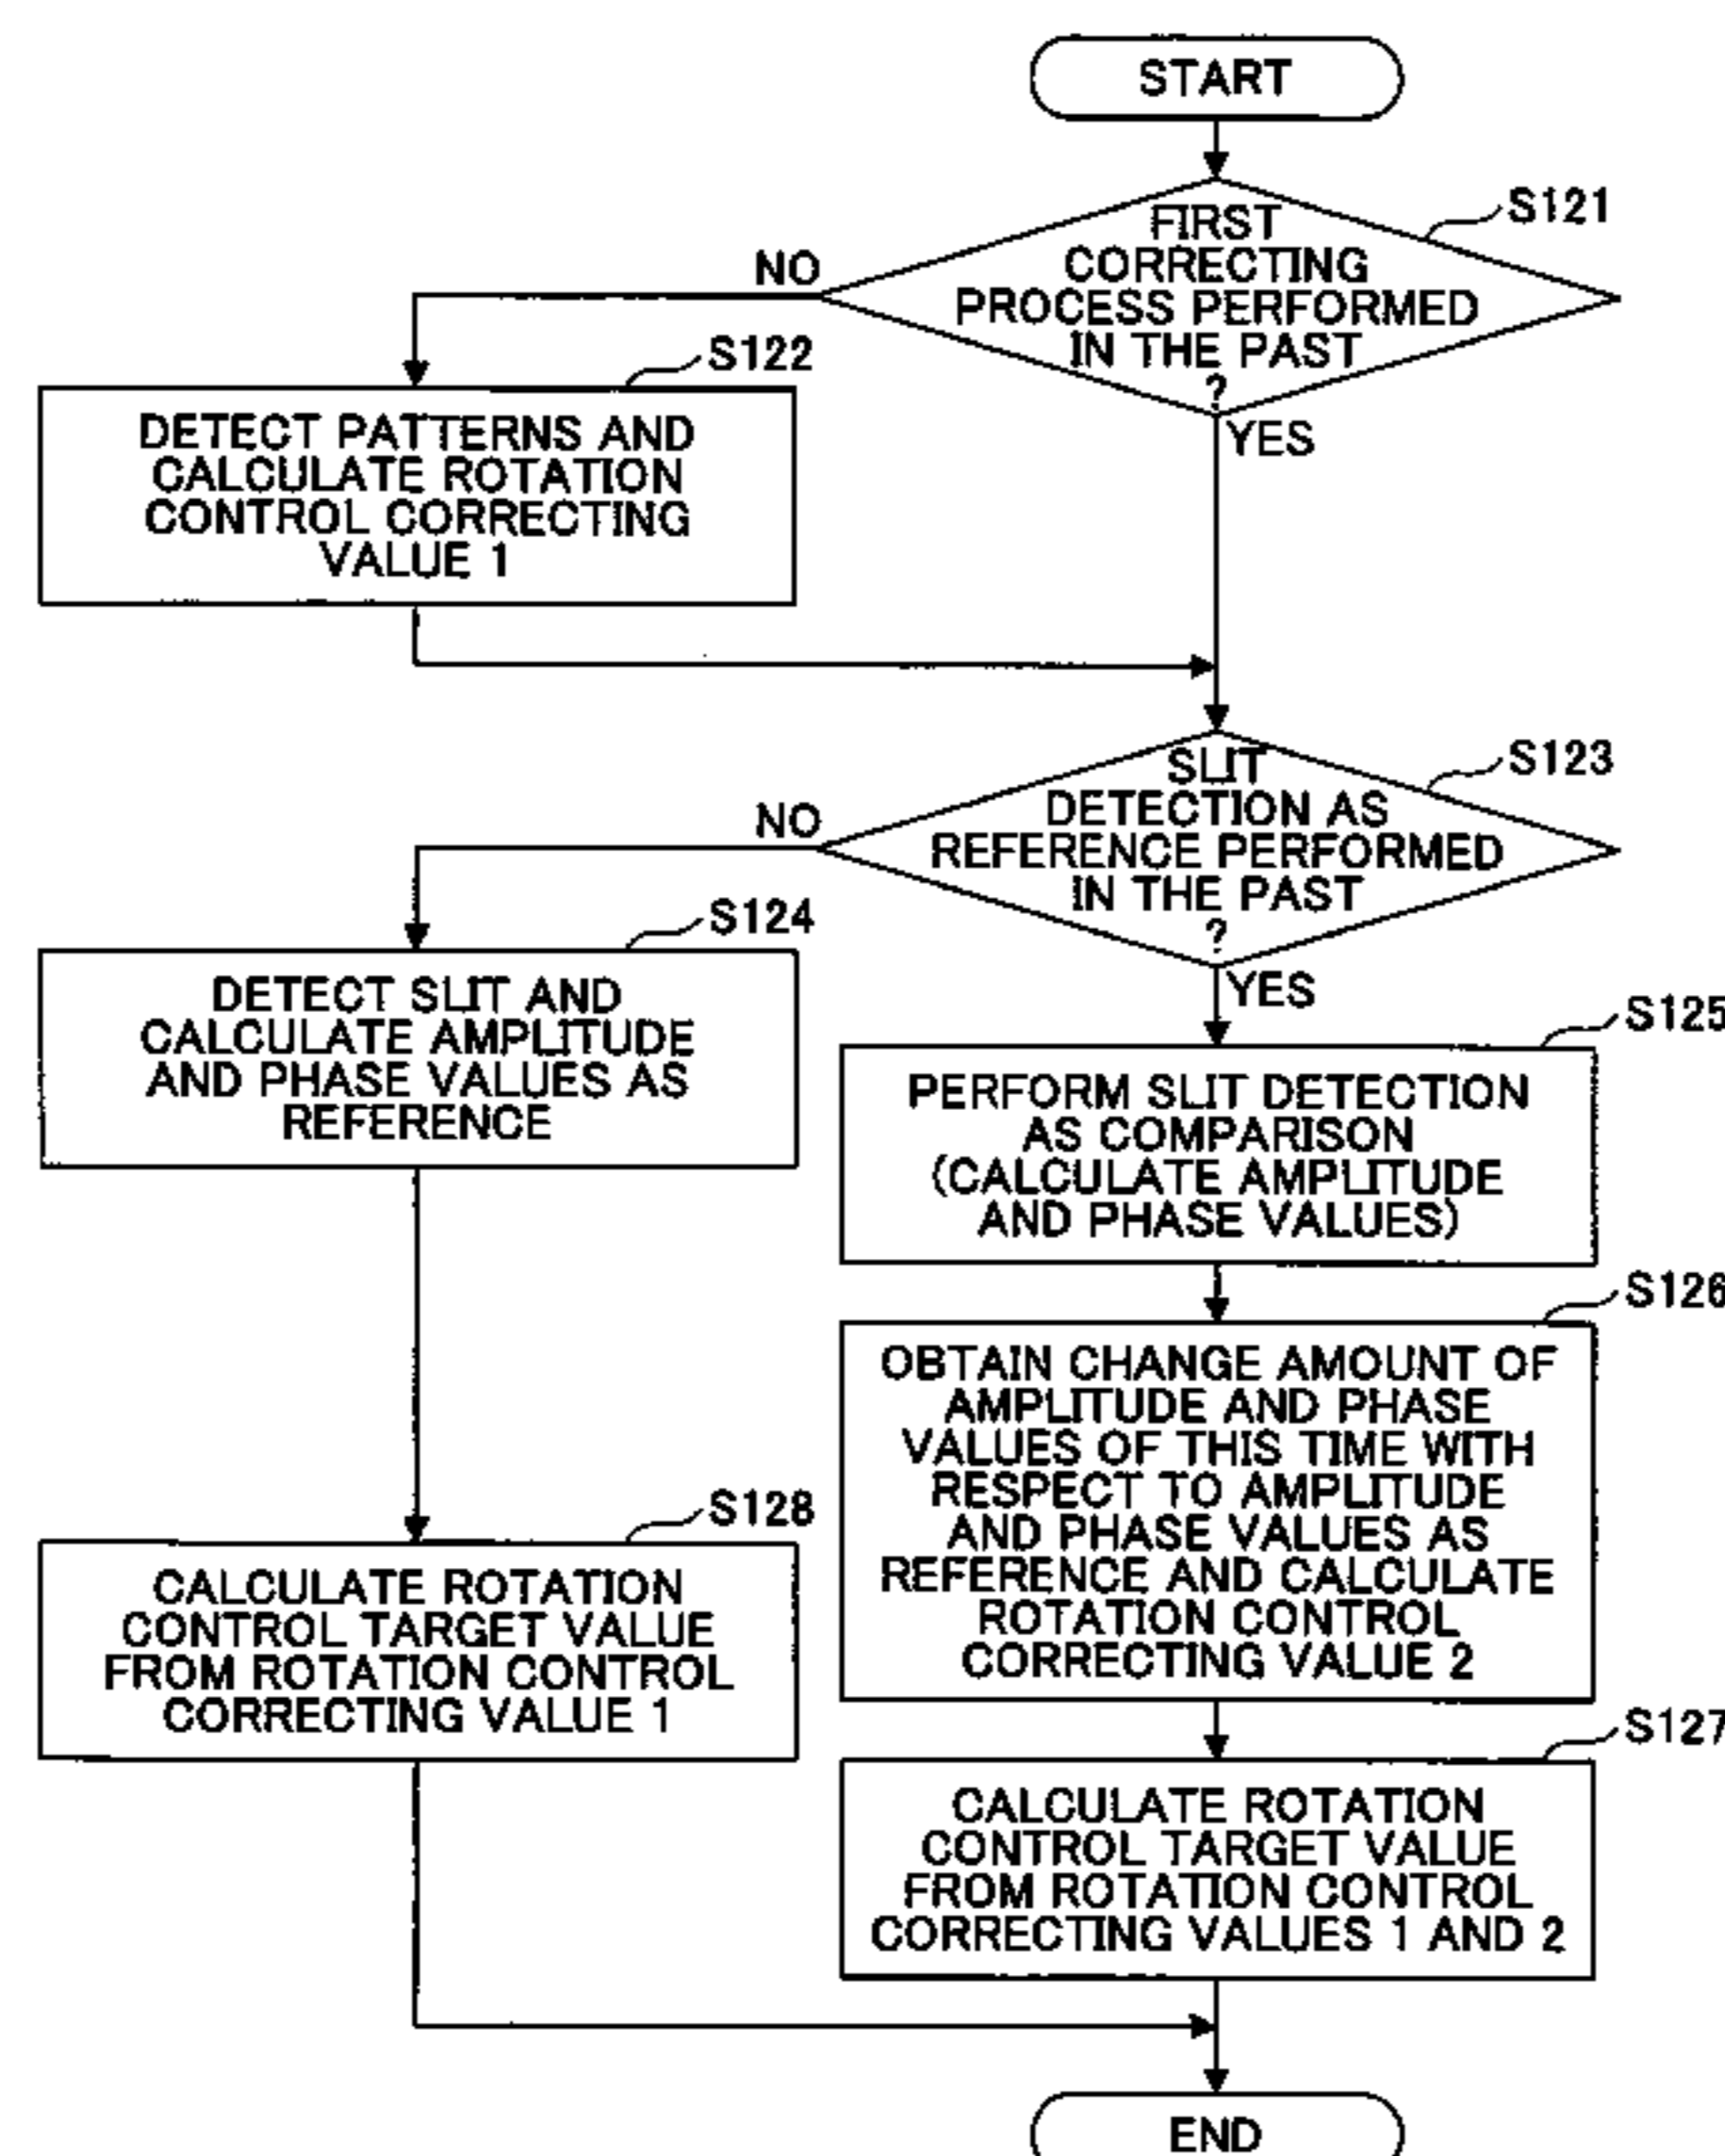 START
S121
FIRST
CORRECTING
PROCESS PERFORMED
IN THE PAST
?
NO
YES
S122
DETECT PATTERNS AND
CALCULATE ROTATION
CONTROL CORRECTING
VALUE 1
S123
SLIT
DETECTION AS
REFERENCE PERFORMED
IN THE PAST
?
NO
YES
S124
DETECT SLIT AND
CALCULATE AMPLITUDE
AND PHASE VALUES AS
REFERENCE
S125
PERFORM SLIT DETECTION
AS COMPARISON
(CALCULATE AMPLITUDE
AND PHASE VALUES)
S126
OBTAIN CHANGE AMOUNT OF
AMPLITUDE AND PHASE
VALUES OF THIS TIME WITH
RESPECT TO AMPLITUDE
AND PHASE VALUES AS
REFERENCE AND CALCULATE
ROTATION CONTROL
CORRECTING VALUE 2
S128
CALCULATE ROTATION
CONTROL TARGET VALUE
FROM ROTATION CONTROL
CORRECTING VALUE 1
S127
CALCULATE ROTATION
CONTROL TARGET VALUE
FROM ROTATION CONTROL
CORRECTING VALUES 1 AND 2
END